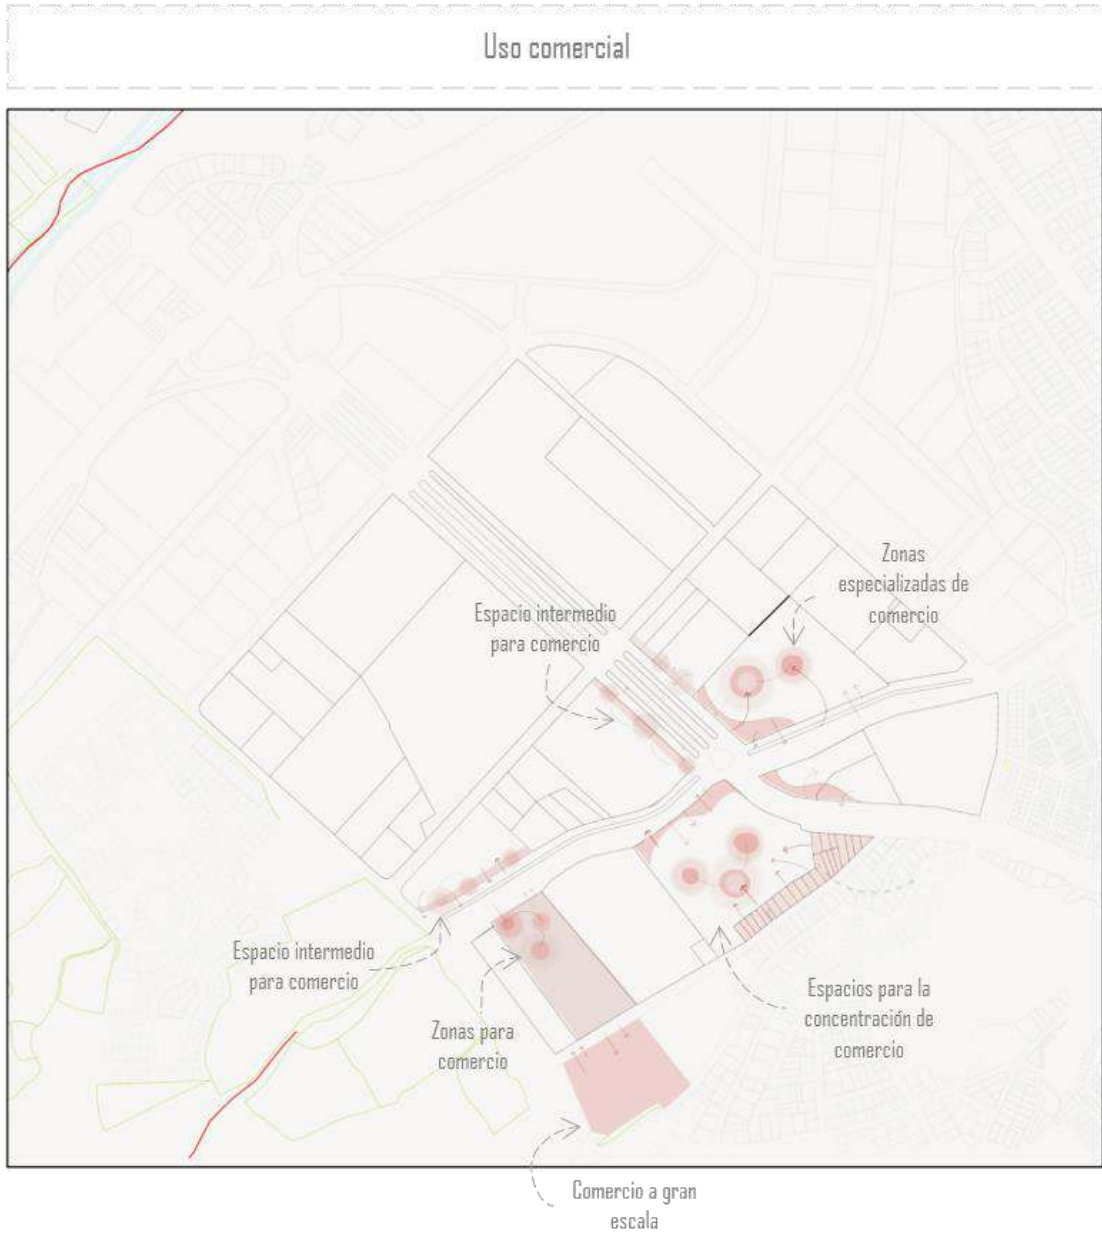 Uso comercial
Zonas
especializadas de
comercio
Espacio intermedio
para comercio
Espacio intermedio
para comercio
Zonas para
comercio
Espacios para la
concentración de
comercio
Comercio a gran
escala